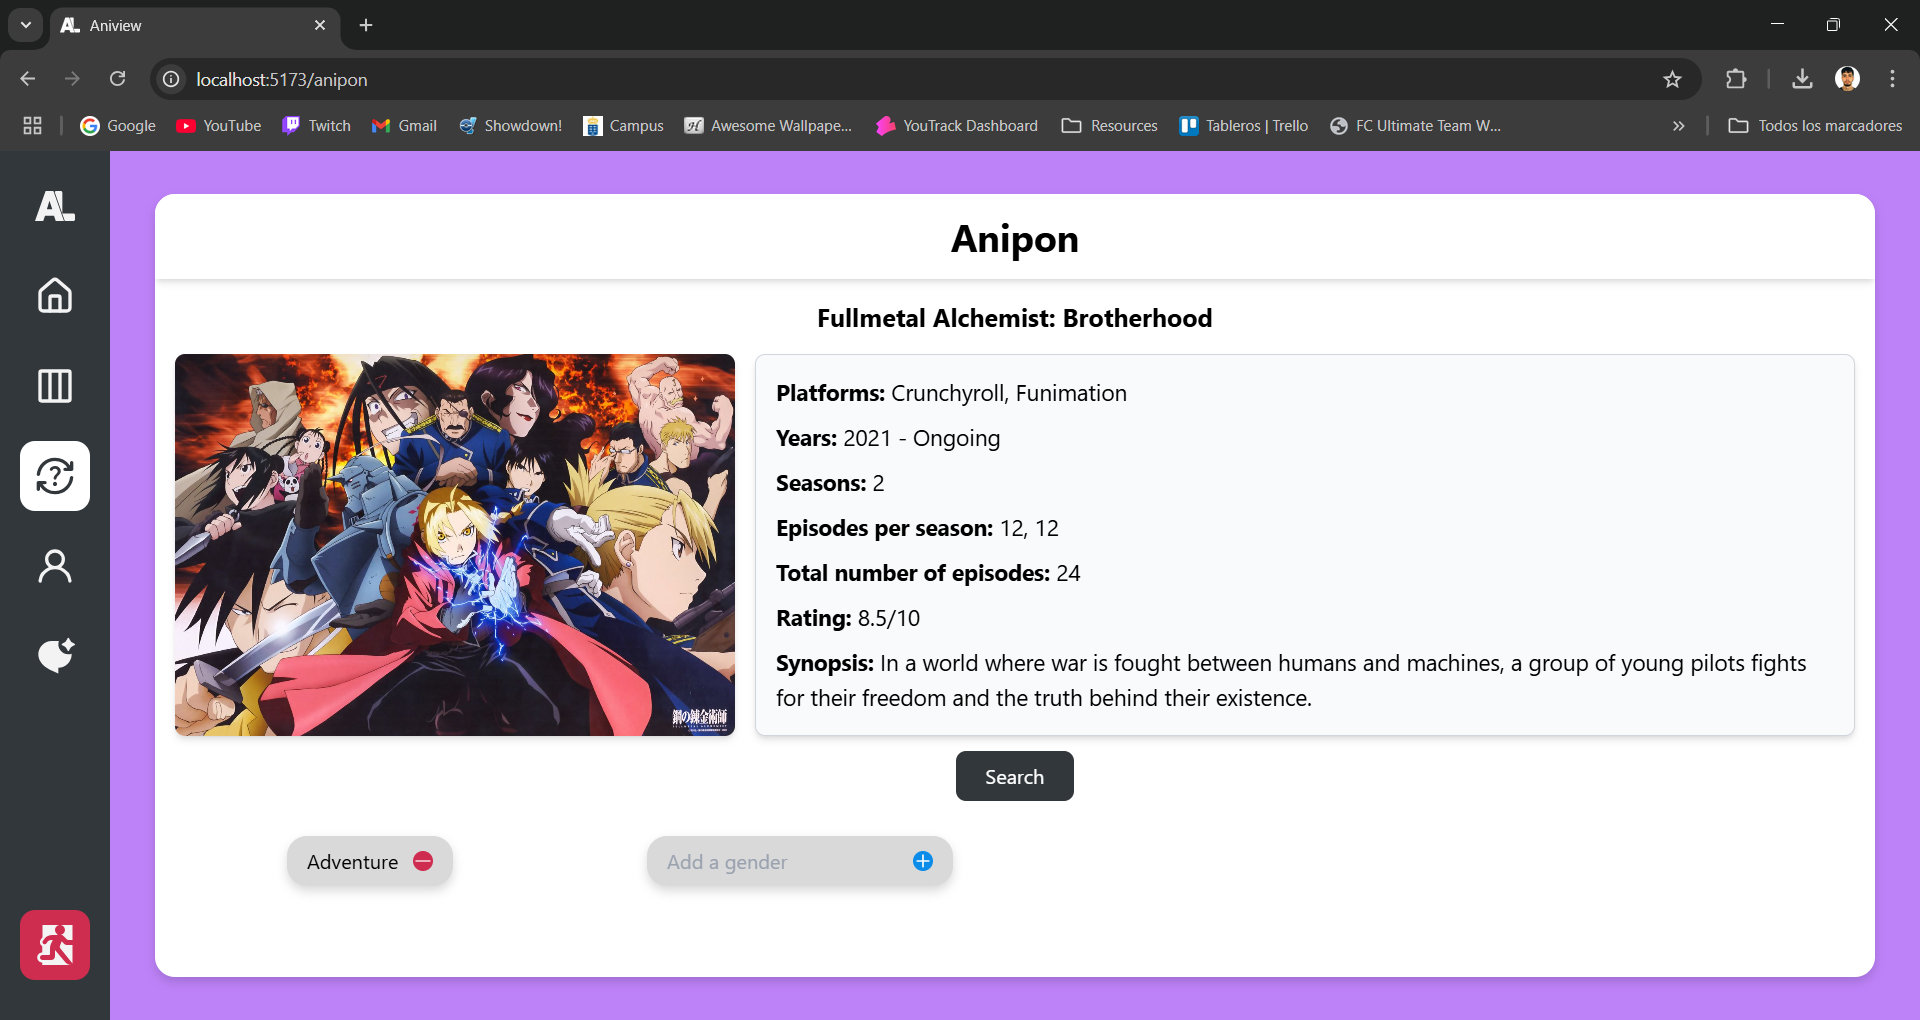 Aniview
localhost:5173/anipon
Google YouTube Twitch Gmail Showdown! Campus Awesome Wallpape... YouTrack Dashboard Resources Tableros | Trello FC Ultimate Team W... » Todos los marcadores
AL
Anipon
Fullmetal Alchemist: Brotherhood
Platforms: Crunchyroll, Funimation
Years: 2021 - Ongoing
Seasons: 2
Episodes per season: 12, 12
Total number of episodes: 24
Rating: 8.5/10
Synopsis: In a world where war is fought between humans and machines, a group of young pilots fights
for their freedom and the truth behind their existence.
鋼の錬金術師
Search
Adventure
Add a gender